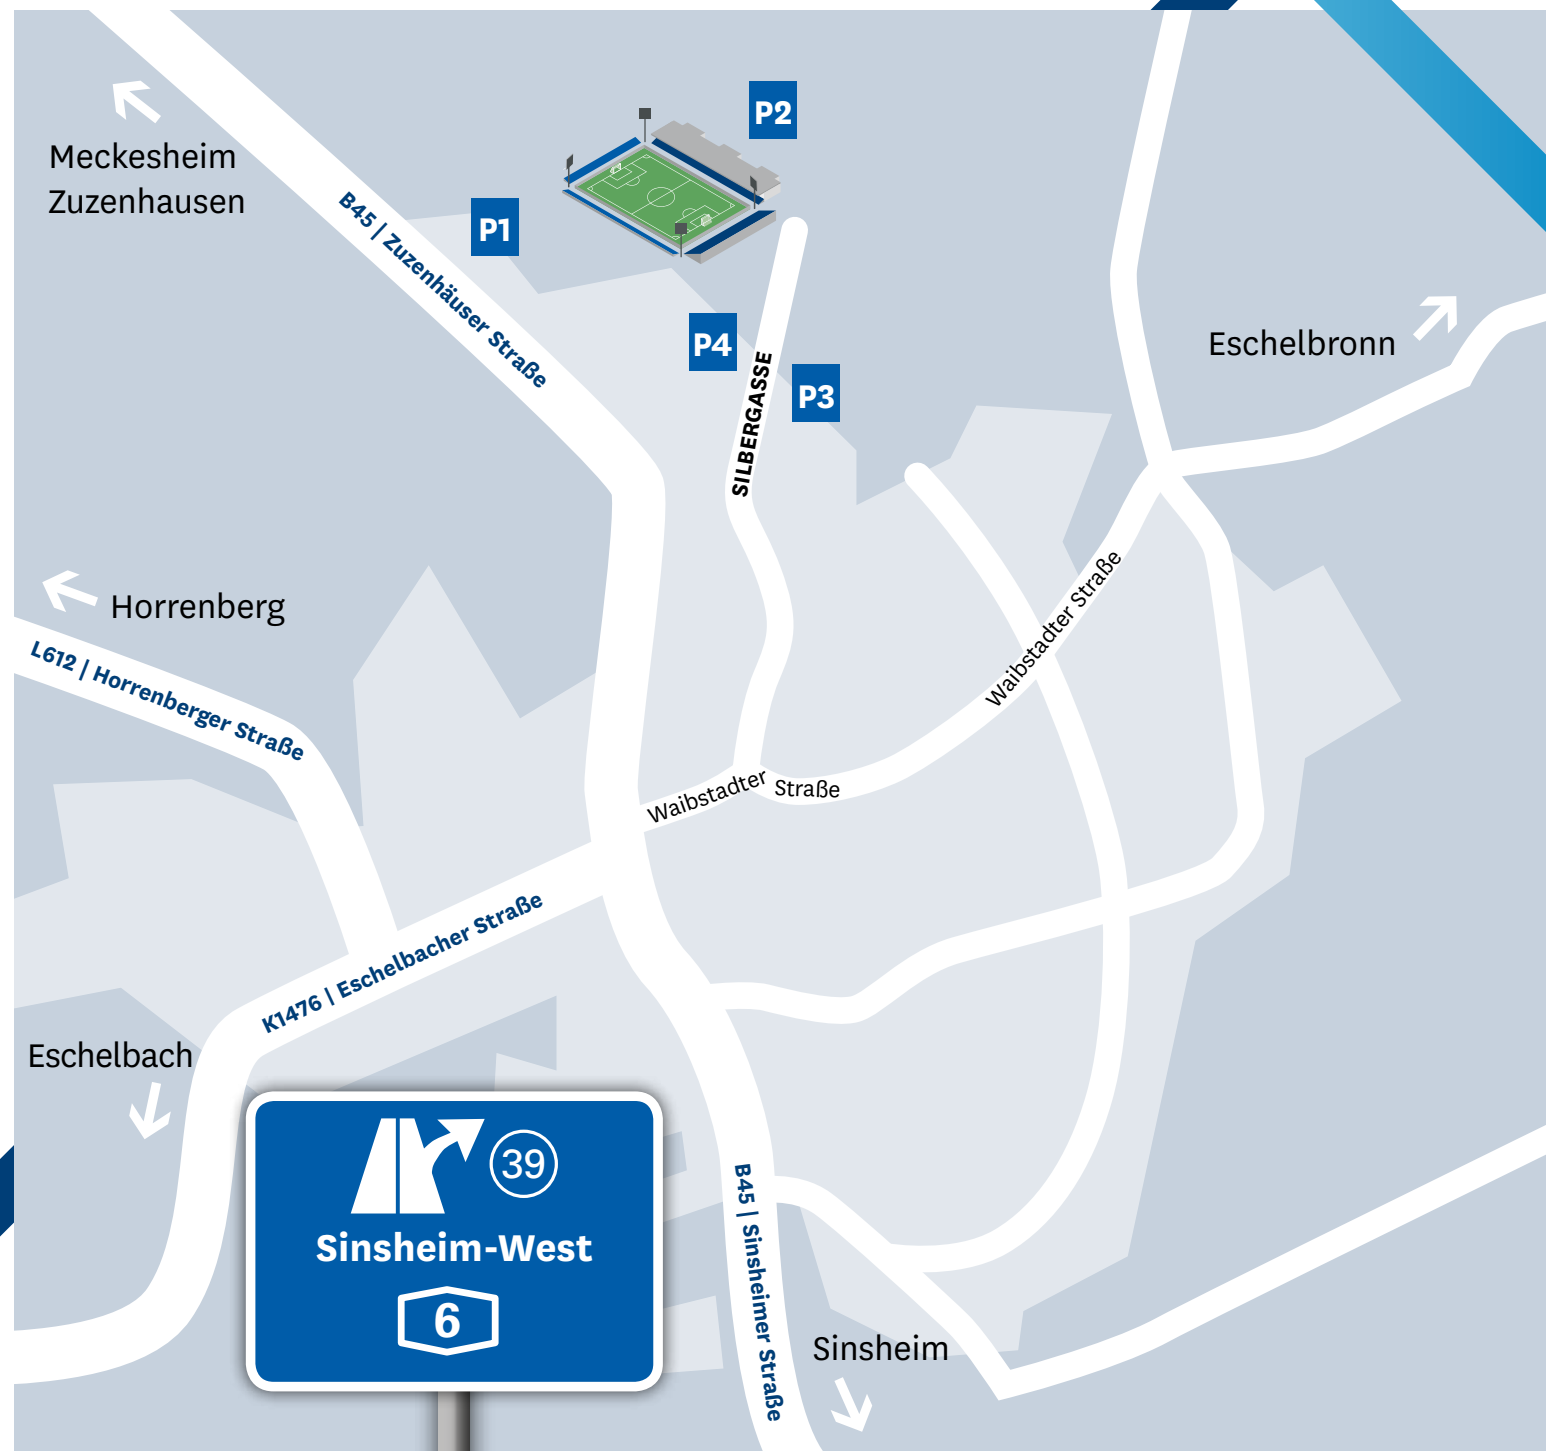 P2
Meckesheim
Zuzenhausen
P1
B45 | Zuzenhäuser Straße
Eschelbronn
P4
P3
SILBERGASSE
Horrenberg
L612 | Horrenberger Straße
Waibstadter Straße
Waibstadter Straße
K1476 | Eschelbacher Straße
Eschelbach
39
Sinsheim-West
6
B45 | Sinsheimer Straße
Sinsheim